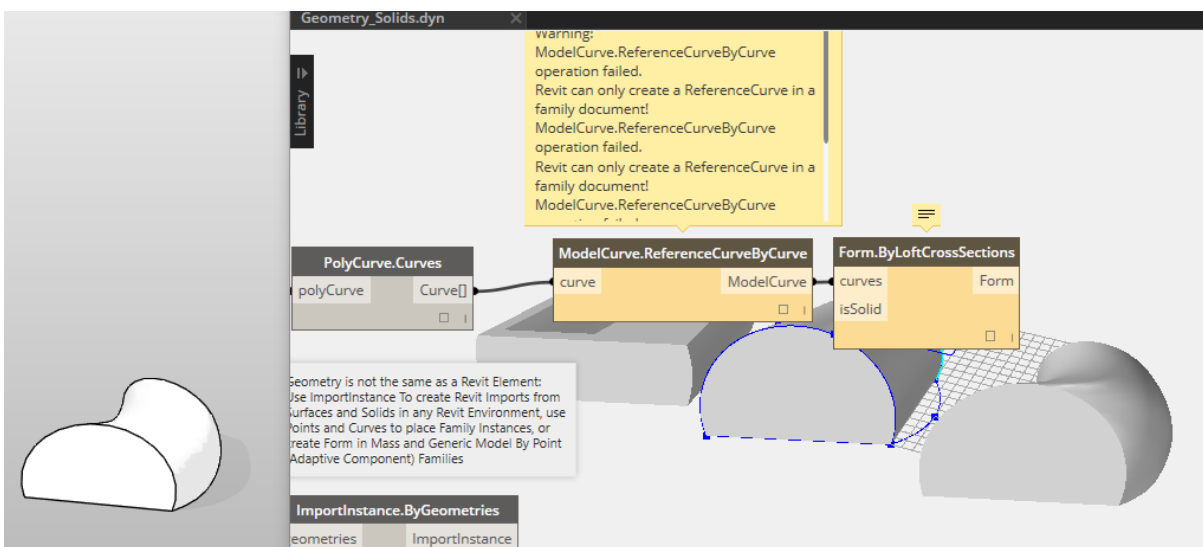 Geometry_Solids.dyn
Library
Warning:
ModelCurve.ReferenceCurveByCurve
operation failed.
Revit can only create a ReferenceCurve in a
family document!
ModelCurve.ReferenceCurveByCurve
operation failed.
Revit can only create a ReferenceCurve in a
family document!
ModelCurve.ReferenceCurveByCurve
PolyCurve.Curves
polyCurve Curve[]
ModelCurve.ReferenceCurveByCurve
curve ModelCurve
Form.ByLoftCrossSections
curves Form
isSolid
Geometry is not the same as a Revit Element:
Use ImportInstance To create Revit Imports from
Surfaces and Solids in any Revit Environment, use
Points and Curves to place Family Instances, or
create Form in Mass and Generic Model By Point
(Adaptive Component) Families
ImportInstance.ByGeometries
geometries ImportInstance